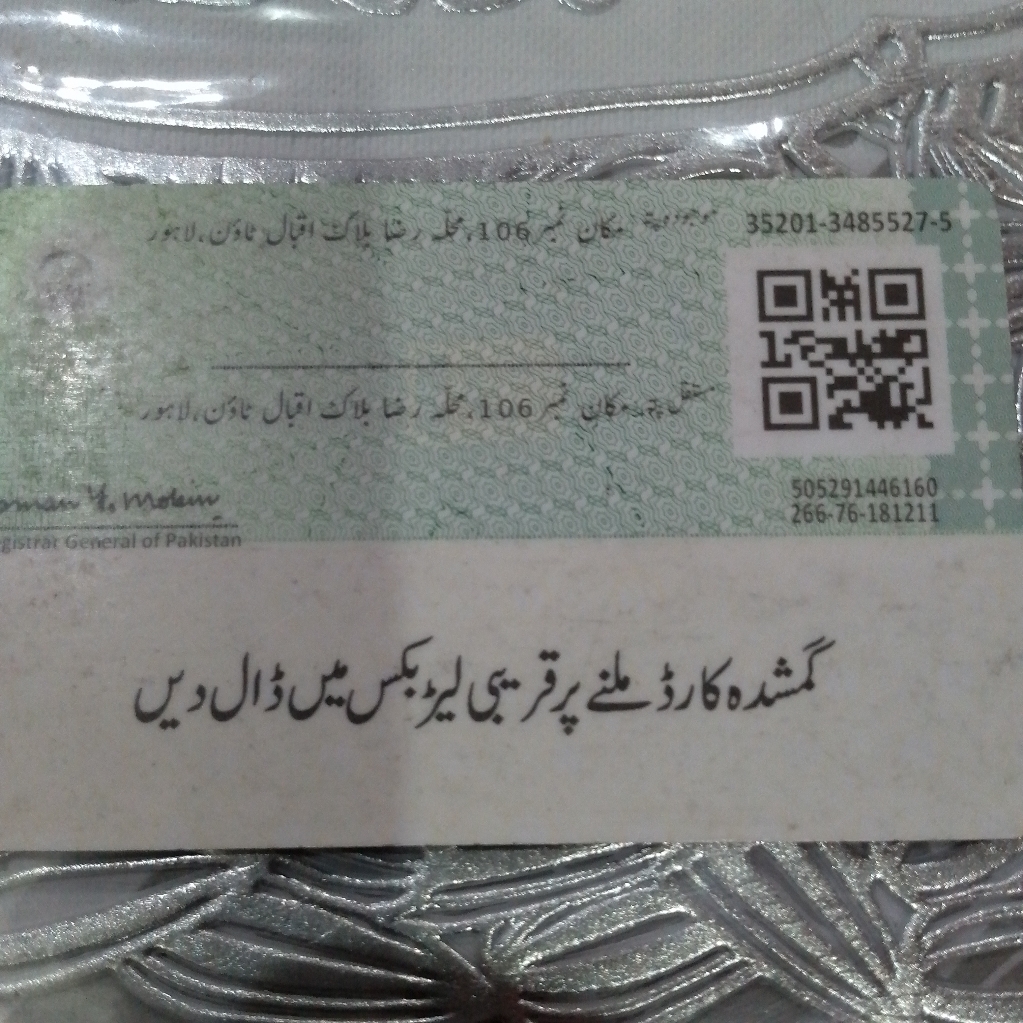 35201-3485527-5
موجودہ پتہ: مکان نمبر 106، محلہ رضا بلاک اقبال ٹاؤن، لاہور
مستقل پتہ: مکان نمبر 106، محلہ رضا بلاک اقبال ٹاؤن، لاہور
505291446160
266-76-181211
Registrar General of Pakistan
گمشدہ کارڈ ملنے پر قریبی لیٹر بکس میں ڈال دیں